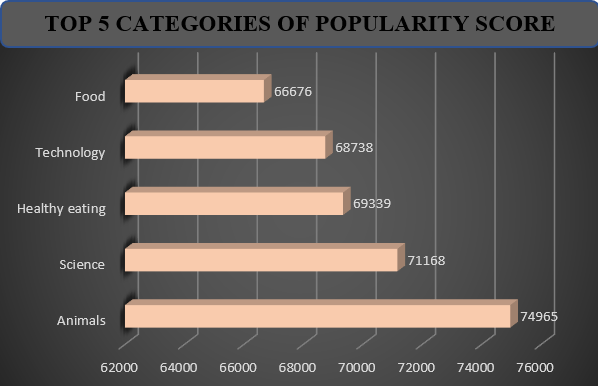 TOP 5 CATEGORIES OF POPULARITY SCORE
Food 66676
Technology 68738
Healthy eating 69339
Science 71168
Animals 74965
62000 64000 66000 68000 70000 72000 74000 76000